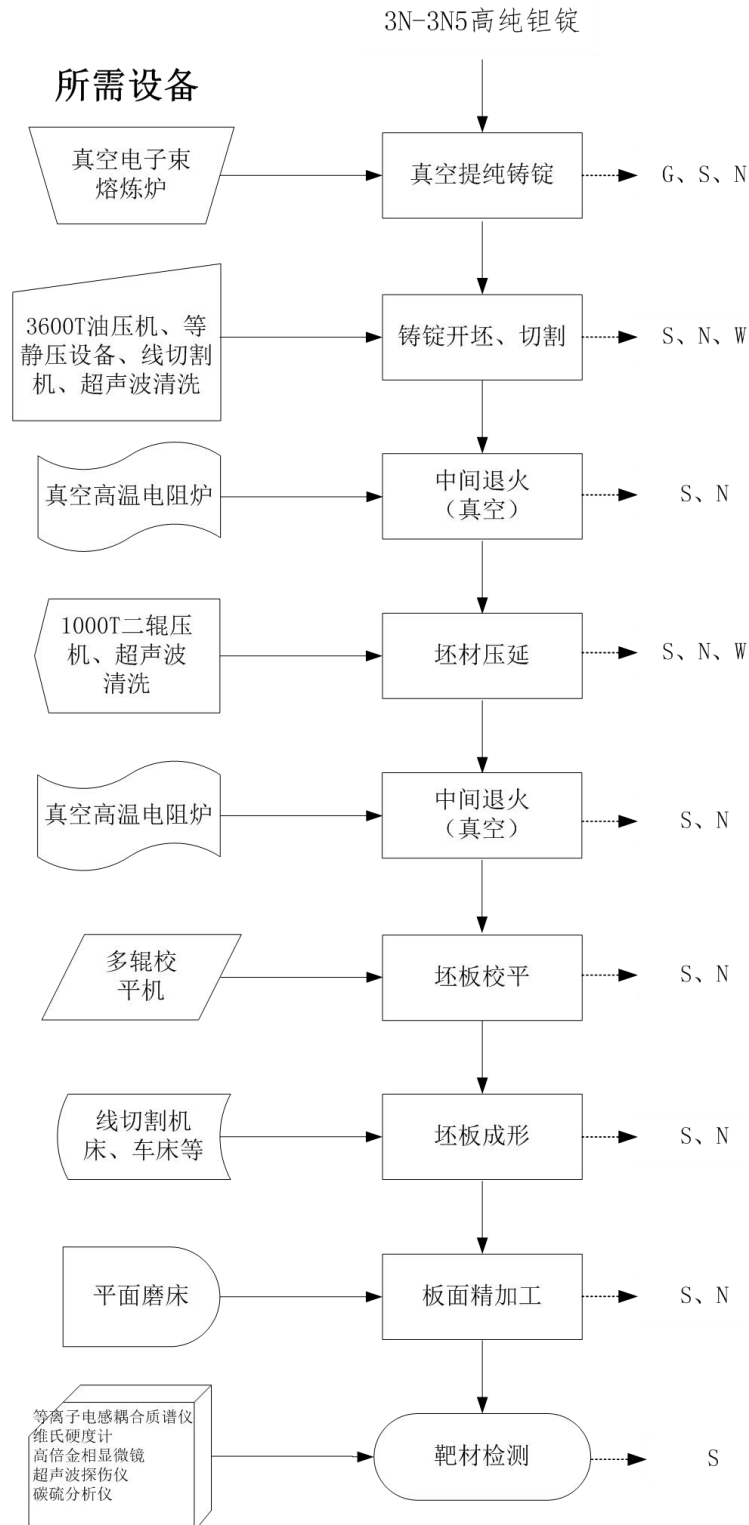 3N-3N5高纯钽锭
所需设备
真空电子束
熔炼炉
真空提纯铸锭
G、S、N
3600T油压机、等
静压设备、线切割
机、超声波清洗
铸锭开坯、切割
S、N、W
真空高温电阻炉
中间退火
（真空）
S、N
1000T二辊压
机、超声波
清洗
坯材压延
S、N、W
真空高温电阻炉
中间退火
（真空）
S、N
多辊校
平机
坯板校平
S、N
线切割机
床、车床等
坯板成形
S、N
平面磨床
板面精加工
S、N
等离子电感耦合质谱仪
维氏硬度计
高倍金相显微镜
超声波探伤仪
碳硫分析仪
靶材检测
S